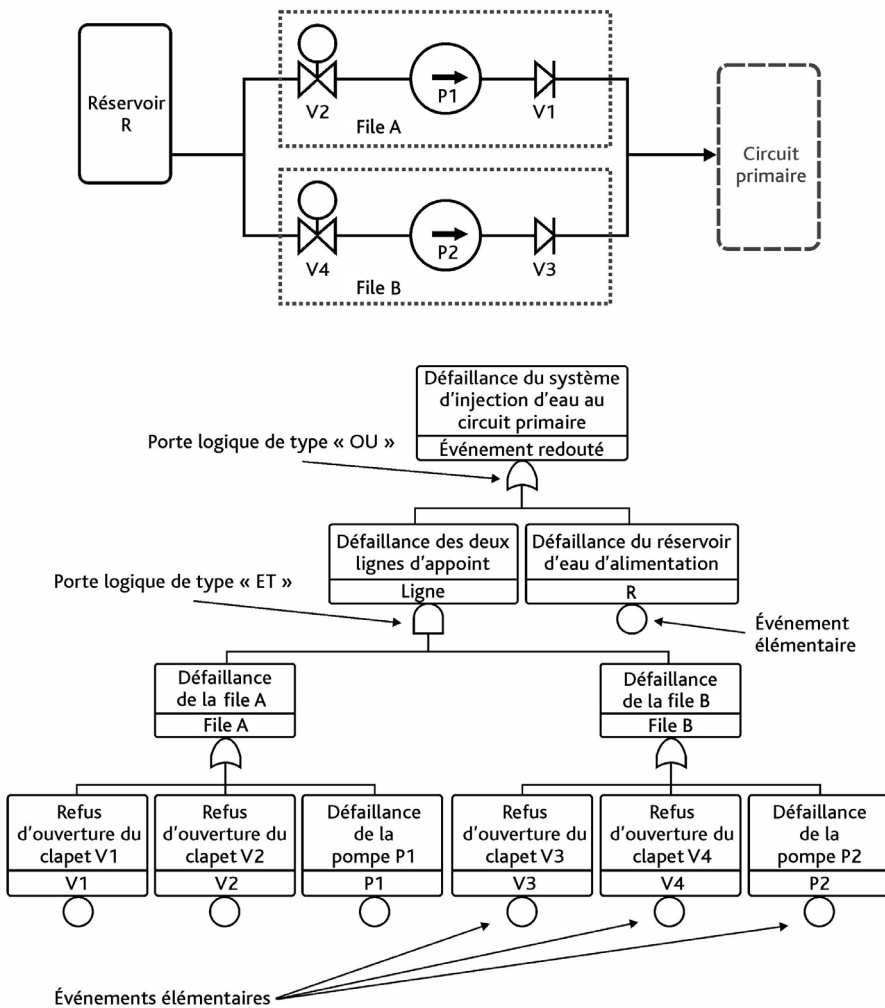 Réservoir
R
V2
P1
V1
File A
Circuit
primaire
V4
P2
V3
File B
Défaillance du système
d'injection d'eau au
circuit primaire
Événement redouté
Porte logique de type « OU »
Défaillance des deux
lignes d'appoint
Ligne
Défaillance du réservoir
d'eau d'alimentation
R
Porte logique de type « ET »
Événement
élémentaire
Défaillance
de la file A
File A
Défaillance
de la file B
File B
Refus
d'ouverture du
clapet V1
V1
Refus
d'ouverture du
clapet V2
V2
Défaillance
de la
pompe P1
P1
Refus
d'ouverture du
clapet V3
V3
Refus
d'ouverture du
clapet V4
V4
Défaillance
de la
pompe P2
P2
Événements élémentaires